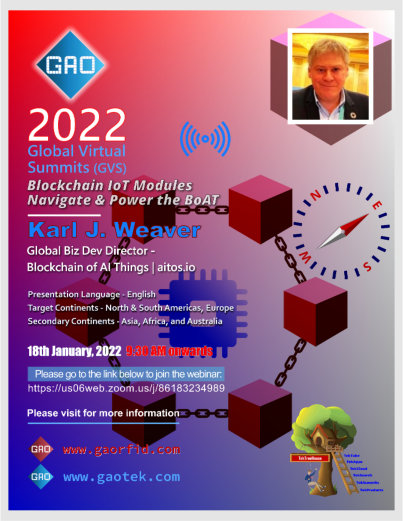 GAO
2022
Global Virtual
Summits (GVS)
Blockchain IoT Modules
Navigate & Power the BoAT
Karl J. Weaver
Global Biz Dev Director -
Blockchain of AI Things | aitos.io
N
E
W
S
Presentation Language - English
Target Continents - North & South Americas, Europe
Secondary Continents - Asia, Africa, and Australia
18th January, 2022 9:30 AM onwards
Please go to the link below to join the webinar:
https://us06web.zoom.us/j/86183234989
Please visit for more information
GAO www.gaorfid.com
GAO www.gaotek.com
TekTreeHouse
TekTube